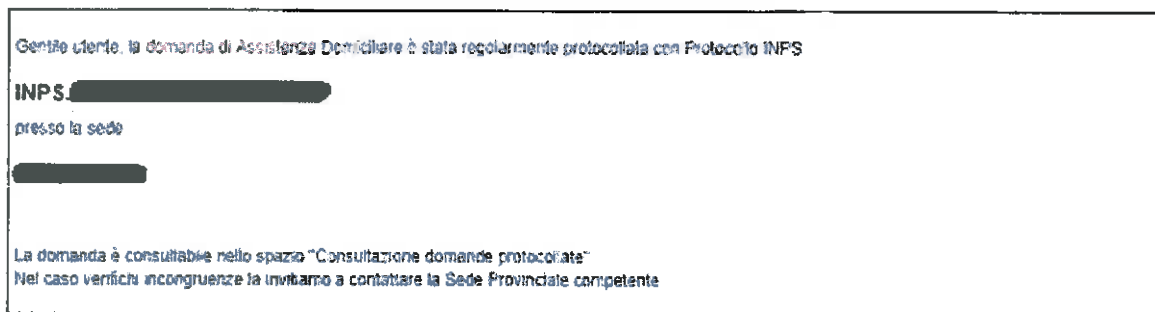 Gentile utente, la domanda di Assistenza Domiciliare è stata regolarmente protocollata con Protocollo INPS
INPS.
presso la sede
La domanda è consultabile nello spazio "Consultazione domande protocollate"
Nel caso verifichi incongruenze la invitiamo a contattare la Sede Provinciale competente